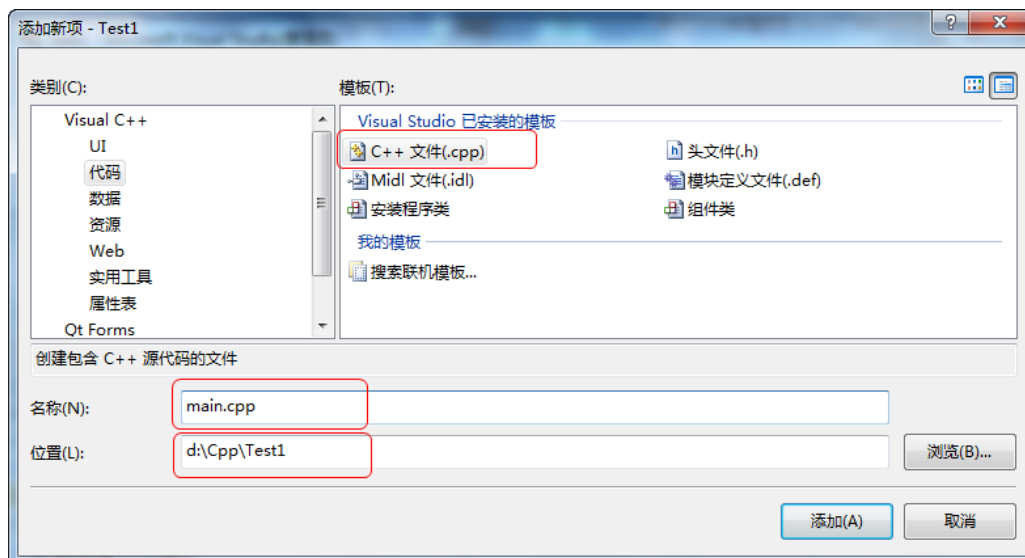 添加新项 - Test1
类别(C):
模板(T):
Visual C++
UI
代码
数据
资源
Web
实用工具
属性表
Qt Forms
Visual Studio 已安装的模板
C++ 文件(.cpp)
头文件(.h)
Midl 文件(.idl)
模块定义文件(.def)
安装程序类
组件类
我的模板
搜索联机模板...
创建包含 C++ 源代码的文件
名称(N):
main.cpp
位置(L):
d:\Cpp\Test1
浏览(B)...
添加(A)
取消